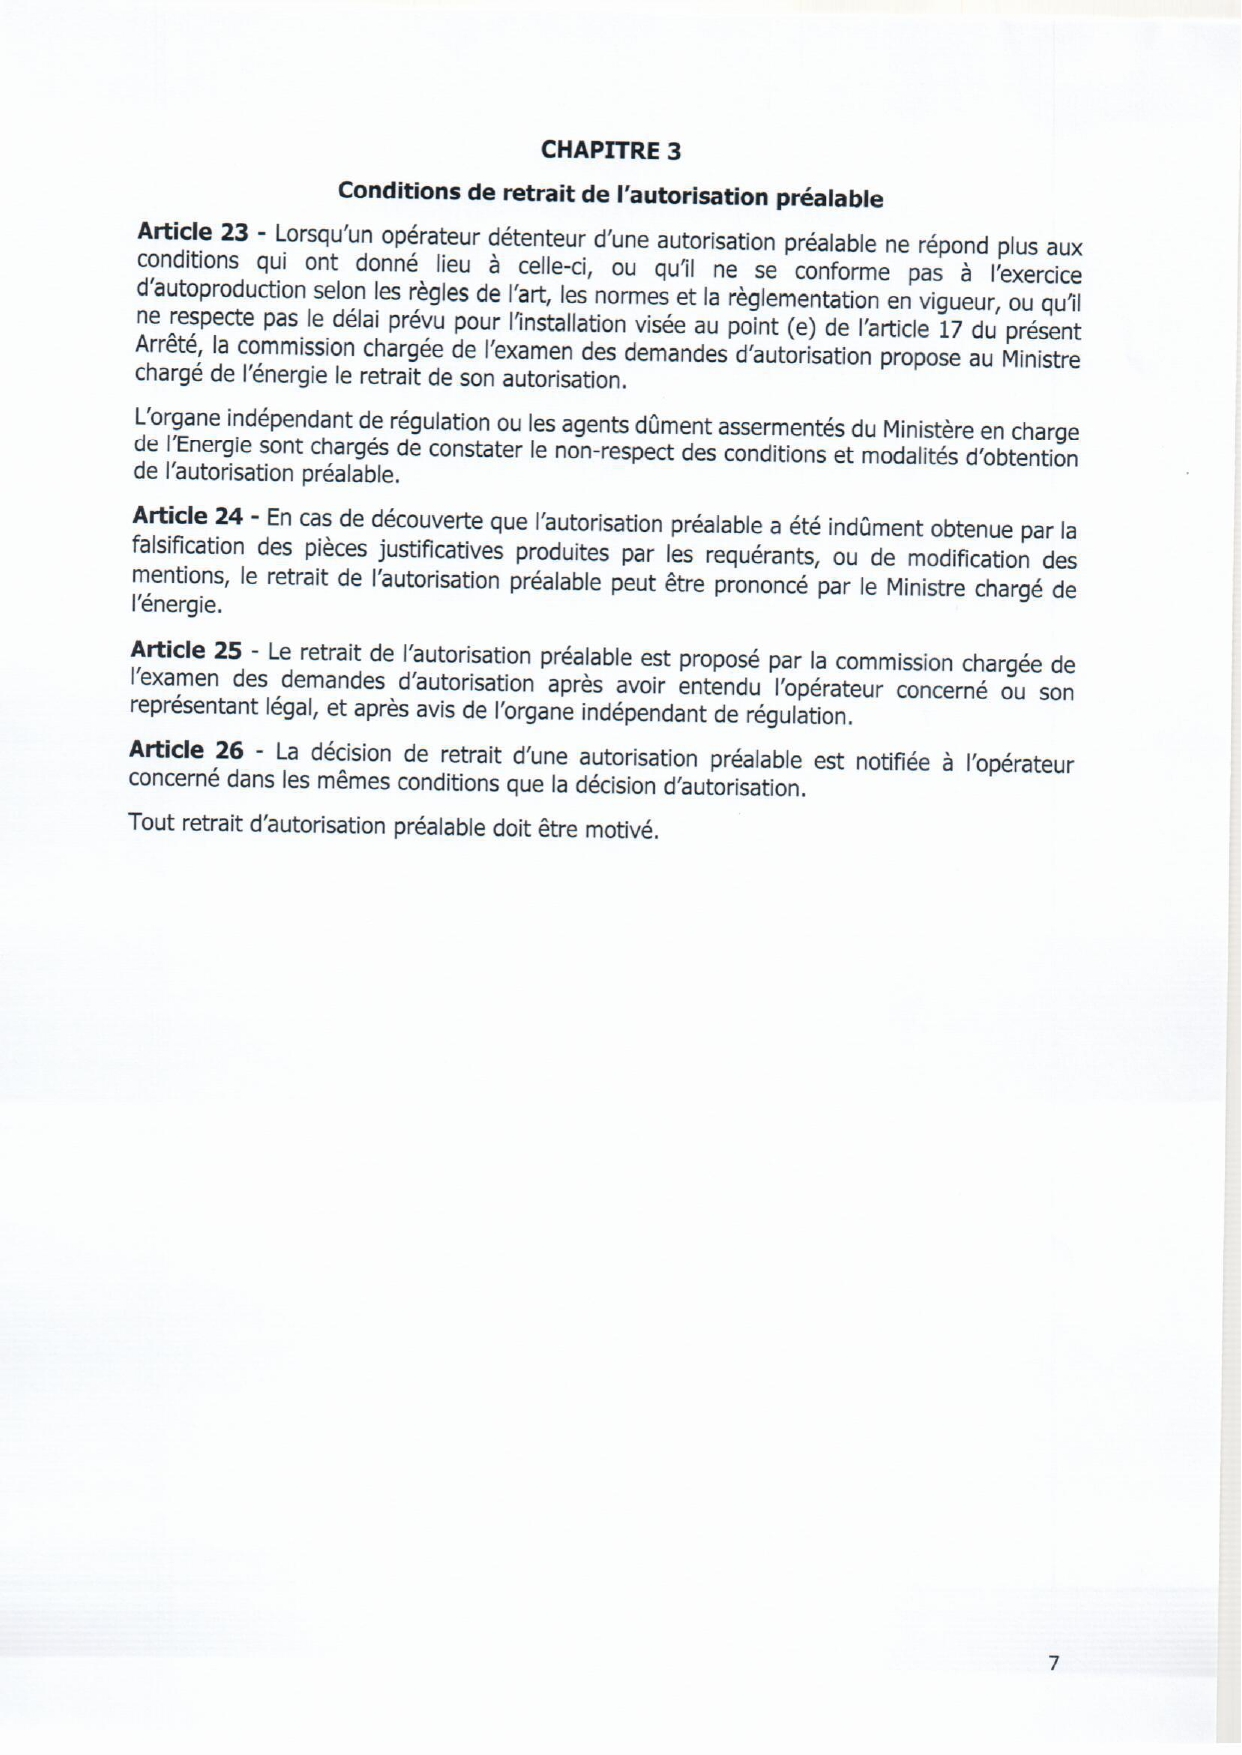 CHAPITRE 3
Conditions de retrait de l'autorisation préalable
Article 23 - Lorsqu'un opérateur détenteur d'une autorisation préalable ne répond plus aux
conditions qui ont donné lieu à celle-ci, ou qu'il ne se conforme pas à l'exercice
d'autoproduction selon les règles de l'art, les normes et la règlementation en vigueur, ou qu'il
ne respecte pas le délai prévu pour l'installation visée au point (e) de l'article 17 du présent
Arrêté, la commission chargée de l'examen des demandes d'autorisation propose au Ministre
chargé de l'énergie le retrait de son autorisation.
L'organe indépendant de régulation ou les agents dûment assermentés du Ministère en charge
de l'Energie sont chargés de constater le non-respect des conditions et modalités d'obtention
de l'autorisation préalable.
Article 24 - En cas de découverte que l'autorisation préalable a été indûment obtenue par la
falsification des pièces justificatives produites par les requérants, ou de modification des
mentions, le retrait de l'autorisation préalable peut être prononcé par le Ministre chargé de
l'énergie.
Article 25 - Le retrait de l'autorisation préalable est proposé par la commission chargée de
l'examen des demandes d'autorisation après avoir entendu l'opérateur concerné ou son
représentant légal, et après avis de l'organe indépendant de régulation.
Article 26 - La décision de retrait d'une autorisation préalable est notifiée à l'opérateur
concerné dans les mêmes conditions que la décision d'autorisation.
Tout retrait d'autorisation préalable doit être motivé.
7